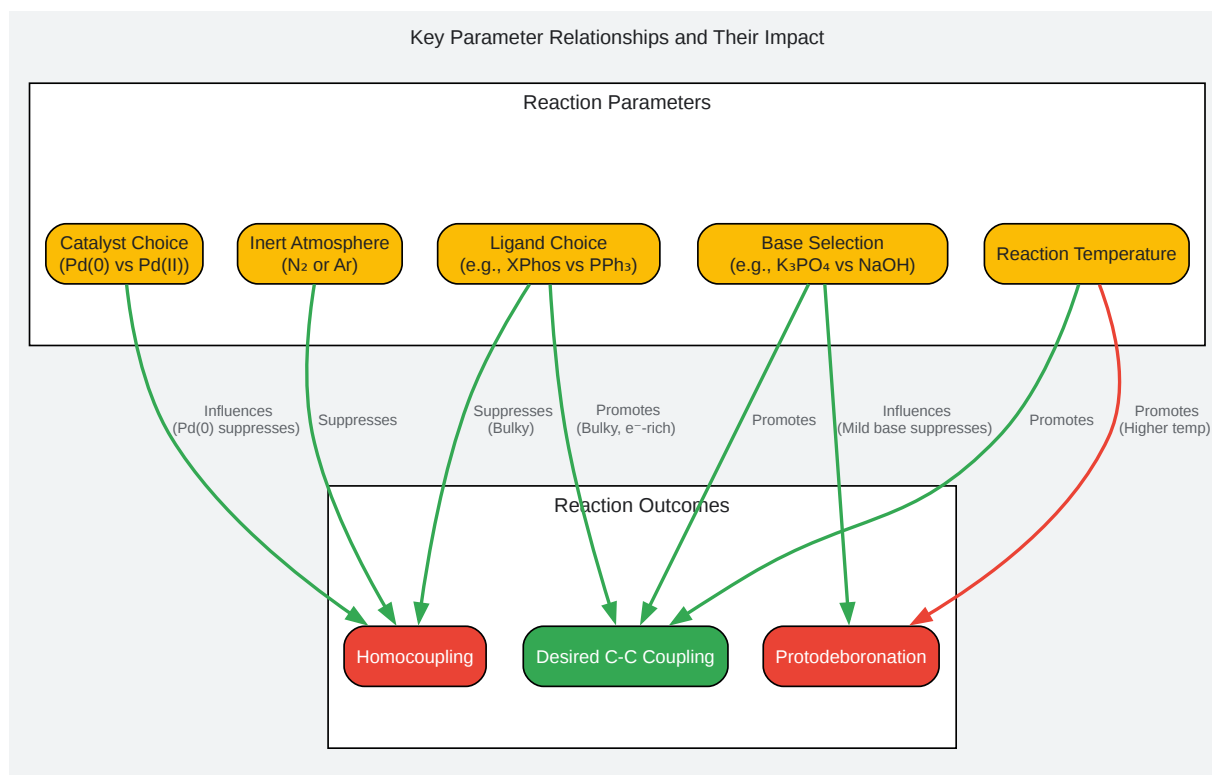 Key Parameter Relationships and Their Impact
Reaction Parameters
Catalyst Choice
(Pd(0) vs Pd(II))
Inert Atmosphere
(N₂ or Ar)
Ligand Choice
(e.g., XPhos vs PPh₃)
Base Selection
(e.g., K₃PO₄ vs NaOH)
Reaction Temperature
Influences
(Pd(0) suppresses)
Suppresses
Suppresses
(Bulky)
Promotes
(Bulky, e⁻-rich)
Promotes
Influences
(Mild base suppresses)
Promotes
Promotes
(Higher temp)
Reaction Outcomes
Homocoupling
Desired C-C Coupling
Protodeboronation